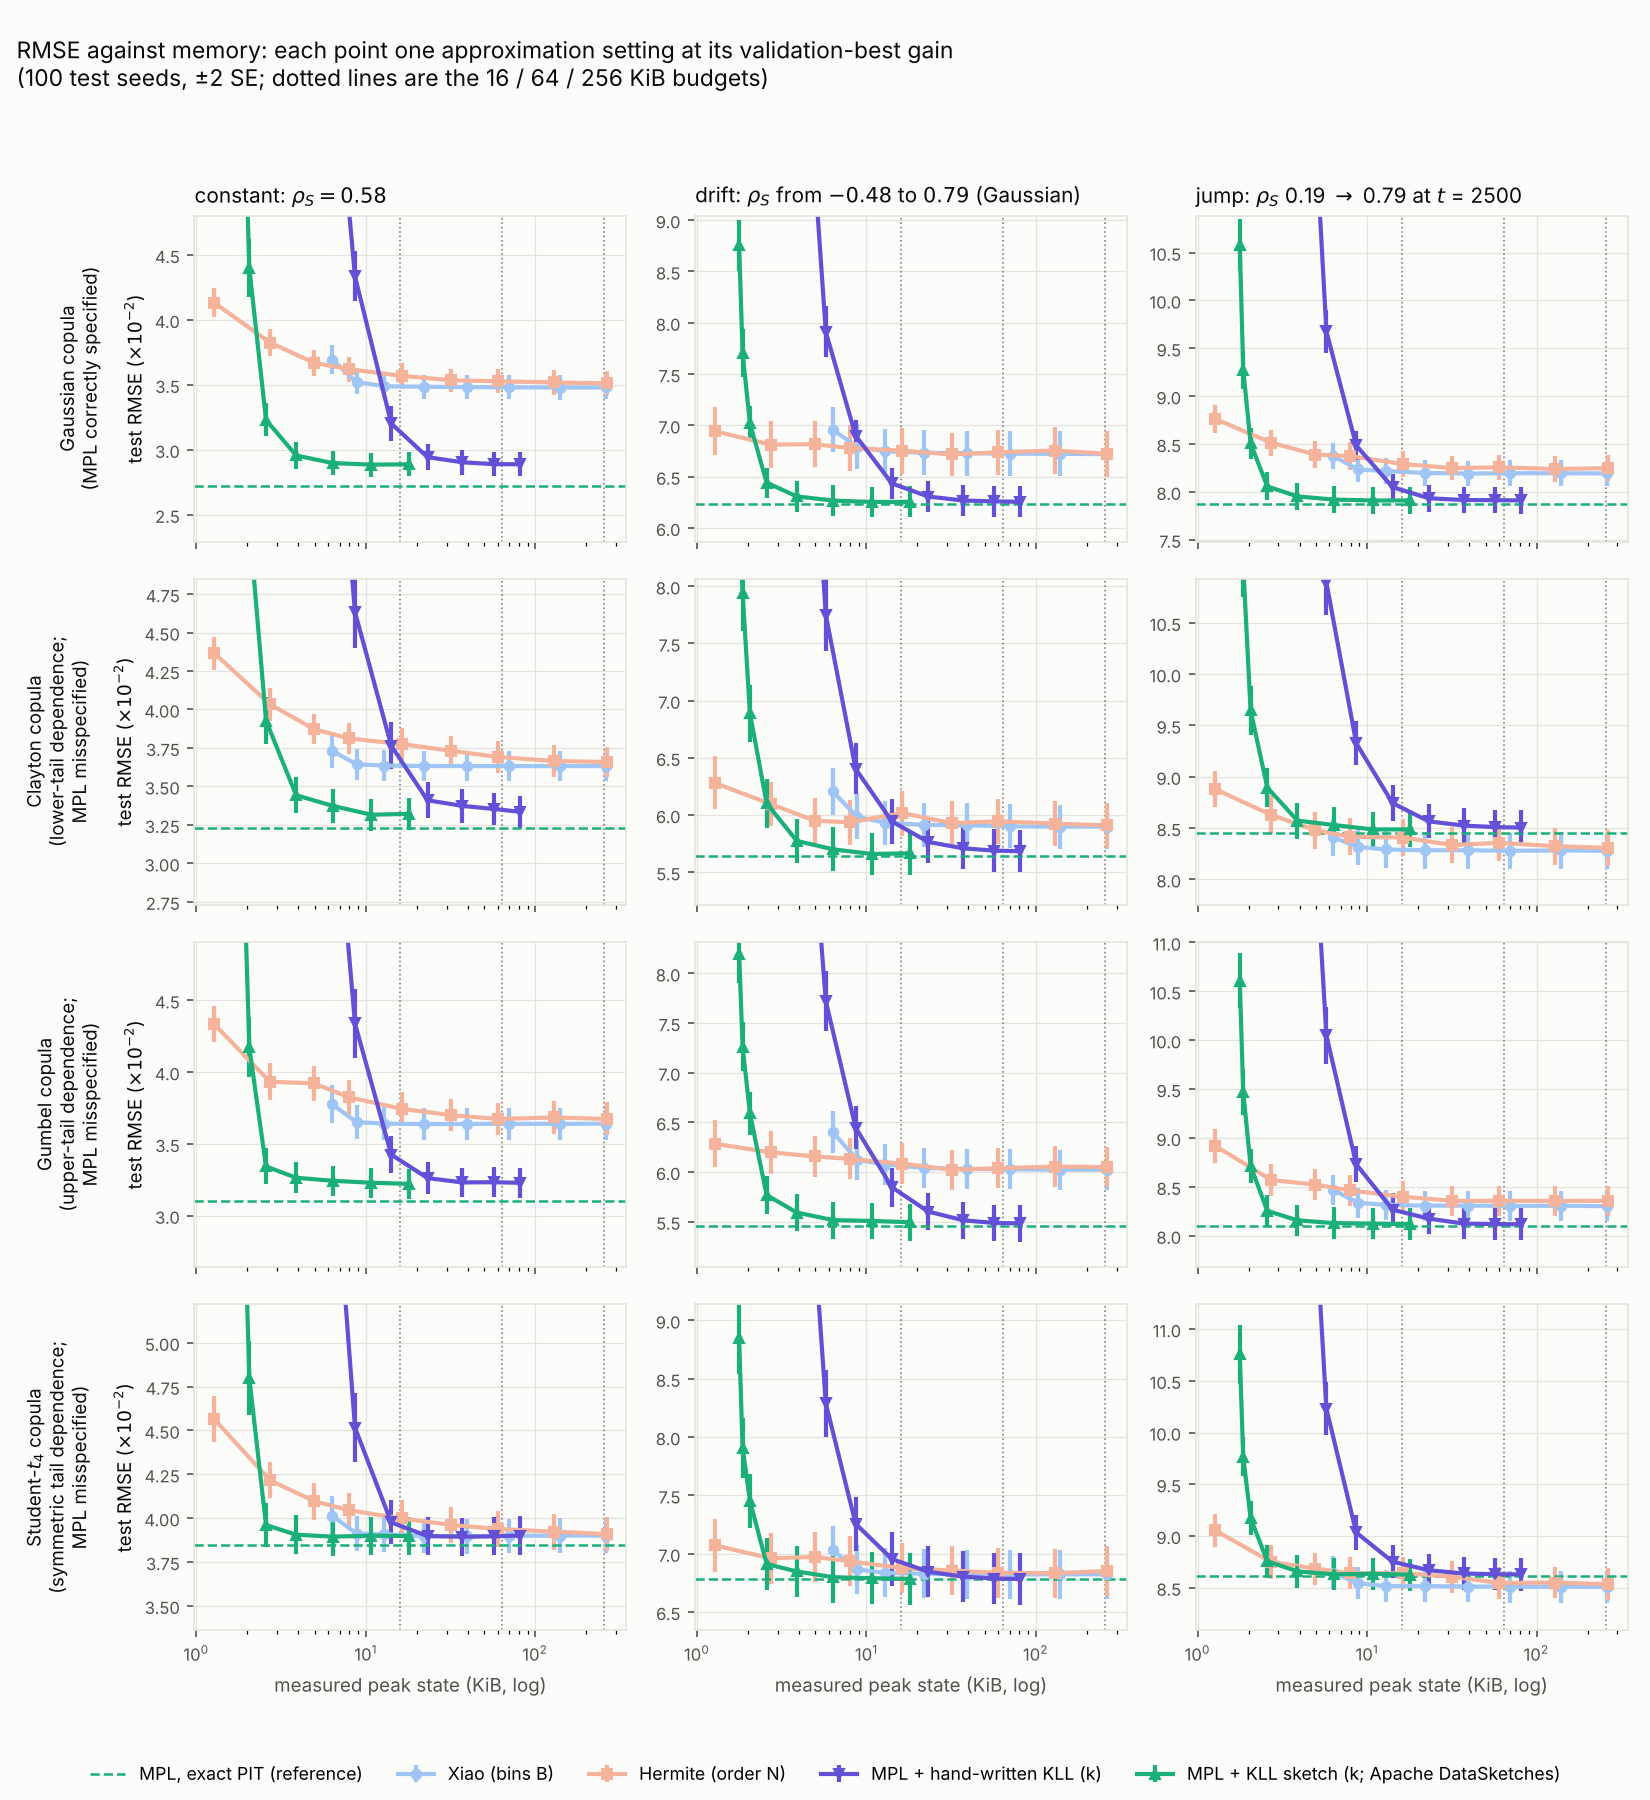 RMSE against memory: each point one approximation setting at its validation-best gain
(100 test seeds, ±2 SE; dotted lines are the 16 / 64 / 256 KiB budgets)
constant: ρ_S = 0.58
drift: ρ_S from −0.48 to 0.79 (Gaussian)
jump: ρ_S 0.19 → 0.79 at t = 2500
Gaussian copula
(MPL correctly specified)
test RMSE (×10⁻²)
4.5
4.0
3.5
3.0
2.5
9.0
8.5
8.0
7.5
7.0
6.5
6.0
10.5
10.0
9.5
9.0
8.5
8.0
7.5
Clayton copula
(lower-tail dependence;
MPL misspecified)
test RMSE (×10⁻²)
4.75
4.50
4.25
4.00
3.75
3.50
3.25
3.00
2.75
8.0
7.5
7.0
6.5
6.0
5.5
10.5
10.0
9.5
9.0
8.5
8.0
Gumbel copula
(upper-tail dependence;
MPL misspecified)
test RMSE (×10⁻²)
4.5
4.0
3.5
3.0
8.0
7.5
7.0
6.5
6.0
5.5
11.0
10.5
10.0
9.5
9.0
8.5
8.0
Student-t₄ copula
(symmetric tail dependence;
MPL misspecified)
test RMSE (×10⁻²)
5.00
4.75
4.50
4.25
4.00
3.75
3.50
9.0
8.5
8.0
7.5
7.0
6.5
11.0
10.5
10.0
9.5
9.0
8.5
10⁰ 10¹ 10²
10⁰ 10¹ 10²
10⁰ 10¹ 10²
measured peak state (KiB, log)
measured peak state (KiB, log)
measured peak state (KiB, log)
MPL, exact PIT (reference)
Xiao (bins B)
Hermite (order N)
MPL + hand-written KLL (k)
MPL + KLL sketch (k; Apache DataSketches)